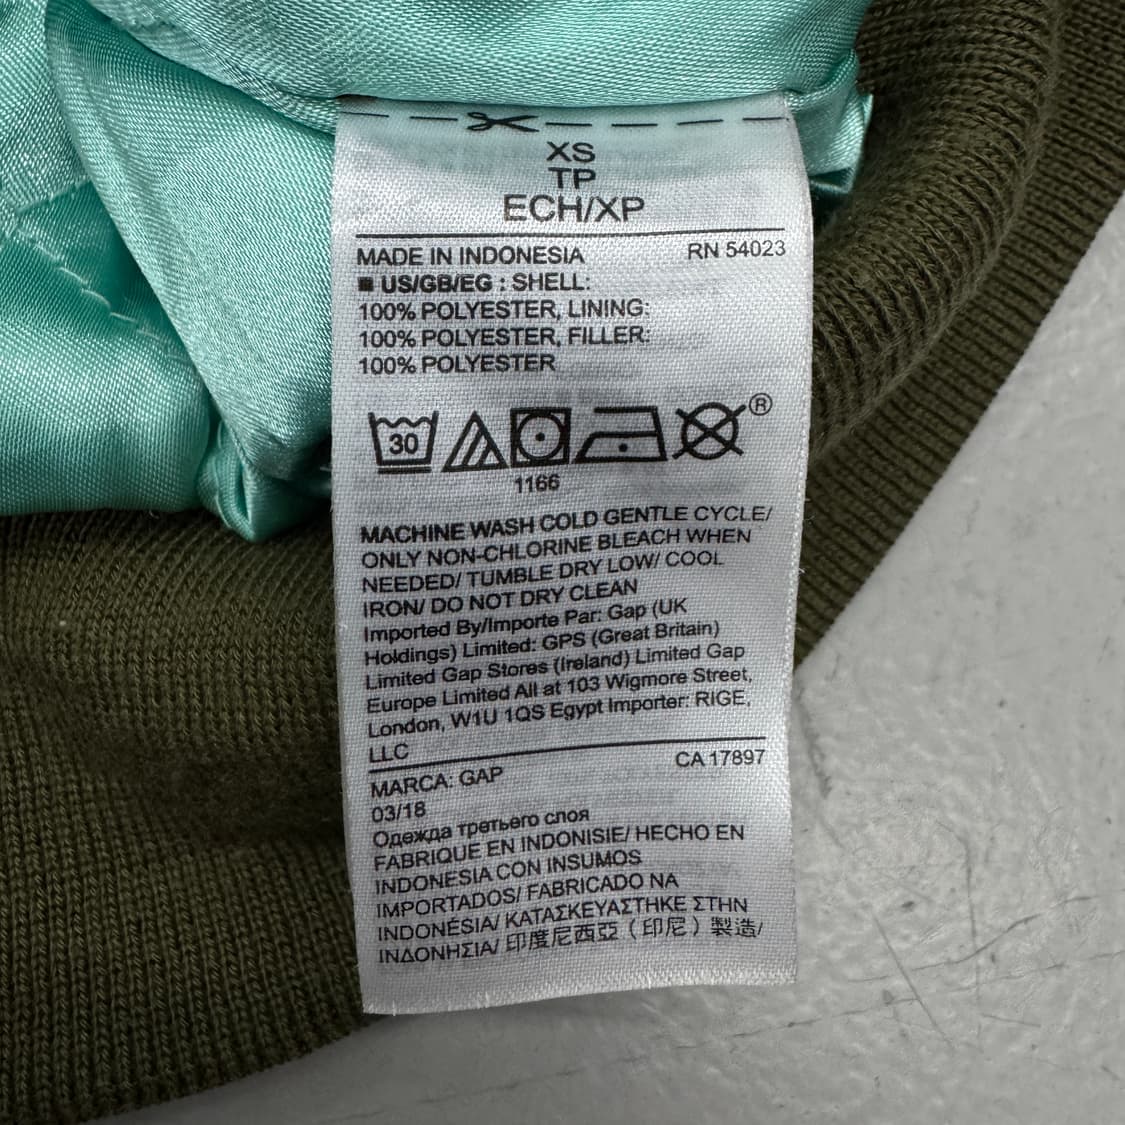 XS
TP
ECH/XP
MADE IN INDONESIA RN 54023
■ US/GB/EG : SHELL:
100% POLYESTER, LINING:
100% POLYESTER, FILLER:
100% POLYESTER
30 ®
1166
MACHINE WASH COLD GENTLE CYCLE/
ONLY NON-CHLORINE BLEACH WHEN
NEEDED/ TUMBLE DRY LOW/ COOL
IRON/ DO NOT DRY CLEAN
Imported By/Importe Par: Gap (UK
Holdings) Limited: GPS (Great Britain)
Limited Gap Stores (Ireland) Limited Gap
Europe Limited All at 103 Wigmore Street,
London, W1U 1QS Egypt Importer: RIGE,
LLC
MARCA: GAP CA 17897
03/18
Одежда третьего слоя
FABRIQUE EN INDONISIE/ HECHO EN
INDONESIA CON INSUMOS
IMPORTADOS/ FABRICADO NA
INDONÉSIA/ ΚΑΤΑΣΚΕΥΑΣΤΗΚΕ ΣΤΗΝ
ΙΝΔΟΝΗΣΙΑ/ 印度尼西亞（印尼）製造/